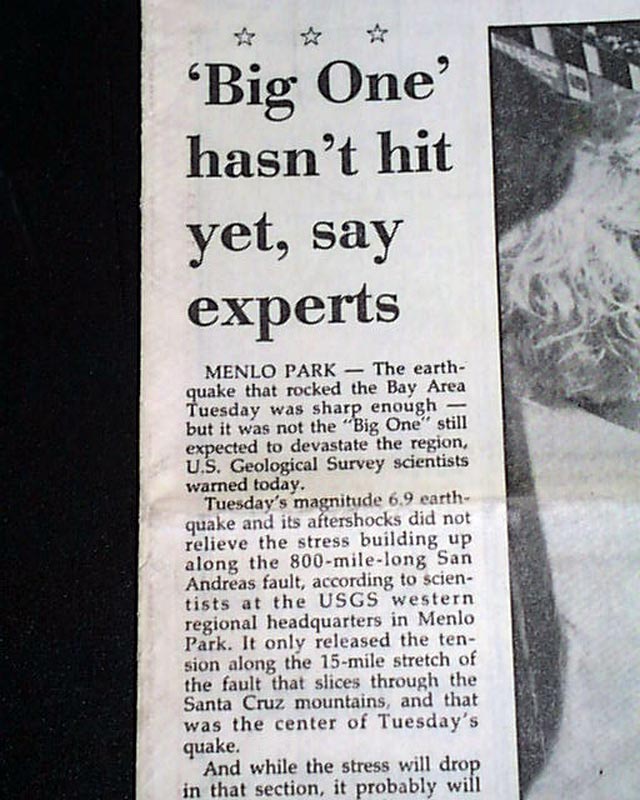 ‘Big One’
hasn’t hit
yet, say
experts
MENLO PARK — The earth-
quake that rocked the Bay Area
Tuesday was sharp enough —
but it was not the “Big One” still
expected to devastate the region,
U.S. Geological Survey scientists
warned today.
Tuesday’s magnitude 6.9 earth-
quake and its aftershocks did not
relieve the stress building up
along the 800-mile-long San
Andreas fault, according to scien-
tists at the USGS western
regional headquarters in Menlo
Park. It only released the ten-
sion along the 15-mile stretch of
the fault that slices through the
Santa Cruz mountains, and that
was the center of Tuesday’s
quake.
And while the stress will drop
in that section, it probably will